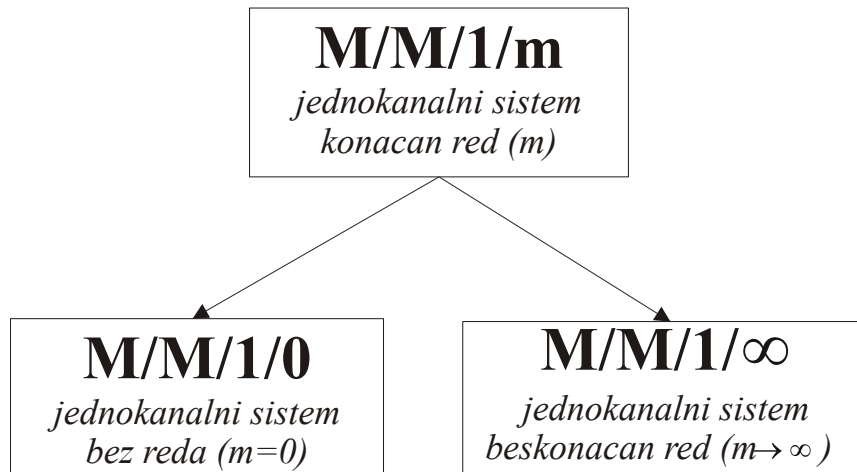 M/M/1/m
jednokanalni sistem
konacan red (m)
M/M/1/0
jednokanalni sistem
bez reda (m=0)
M/M/1/∞
jednokanalni sistem
beskonacan red (m→ ∞ )